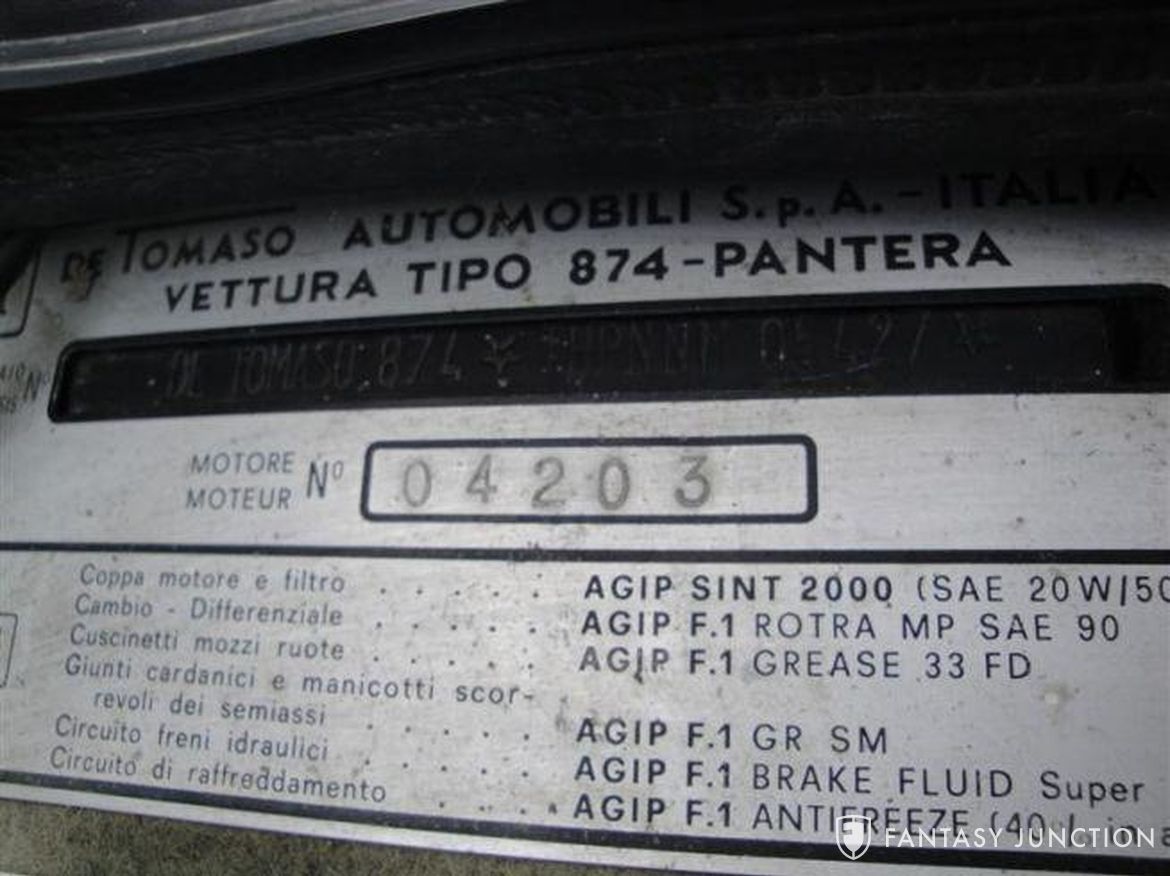 DE TOMASO AUTOMOBILI S.p.A. - ITALIA
VETTURA TIPO 874 - PANTERA
Nº DE TOMASO 874 *
MOTORE
MOTEUR Nº 04203
Coppa motore e filtro . . . . . AGIP SINT 2000 (SAE 20W/50
Cambio - Differenziale . . . . . AGIP F.1 ROTRA MP SAE 90
Cuscinetti mozzi ruote . . . . . AGIP F.1 GREASE 33 FD
Giunti cardanici e manicotti scor-
revoli dei semiassi . . . . . AGIP F.1 GR SM
Circuito freni idraulici . . . . . AGIP F.1 BRAKE FLUID Super
Circuito di raffreddamento . . . AGIP F.1 ANTIFREEZE (40
FANTASY JUNCTION